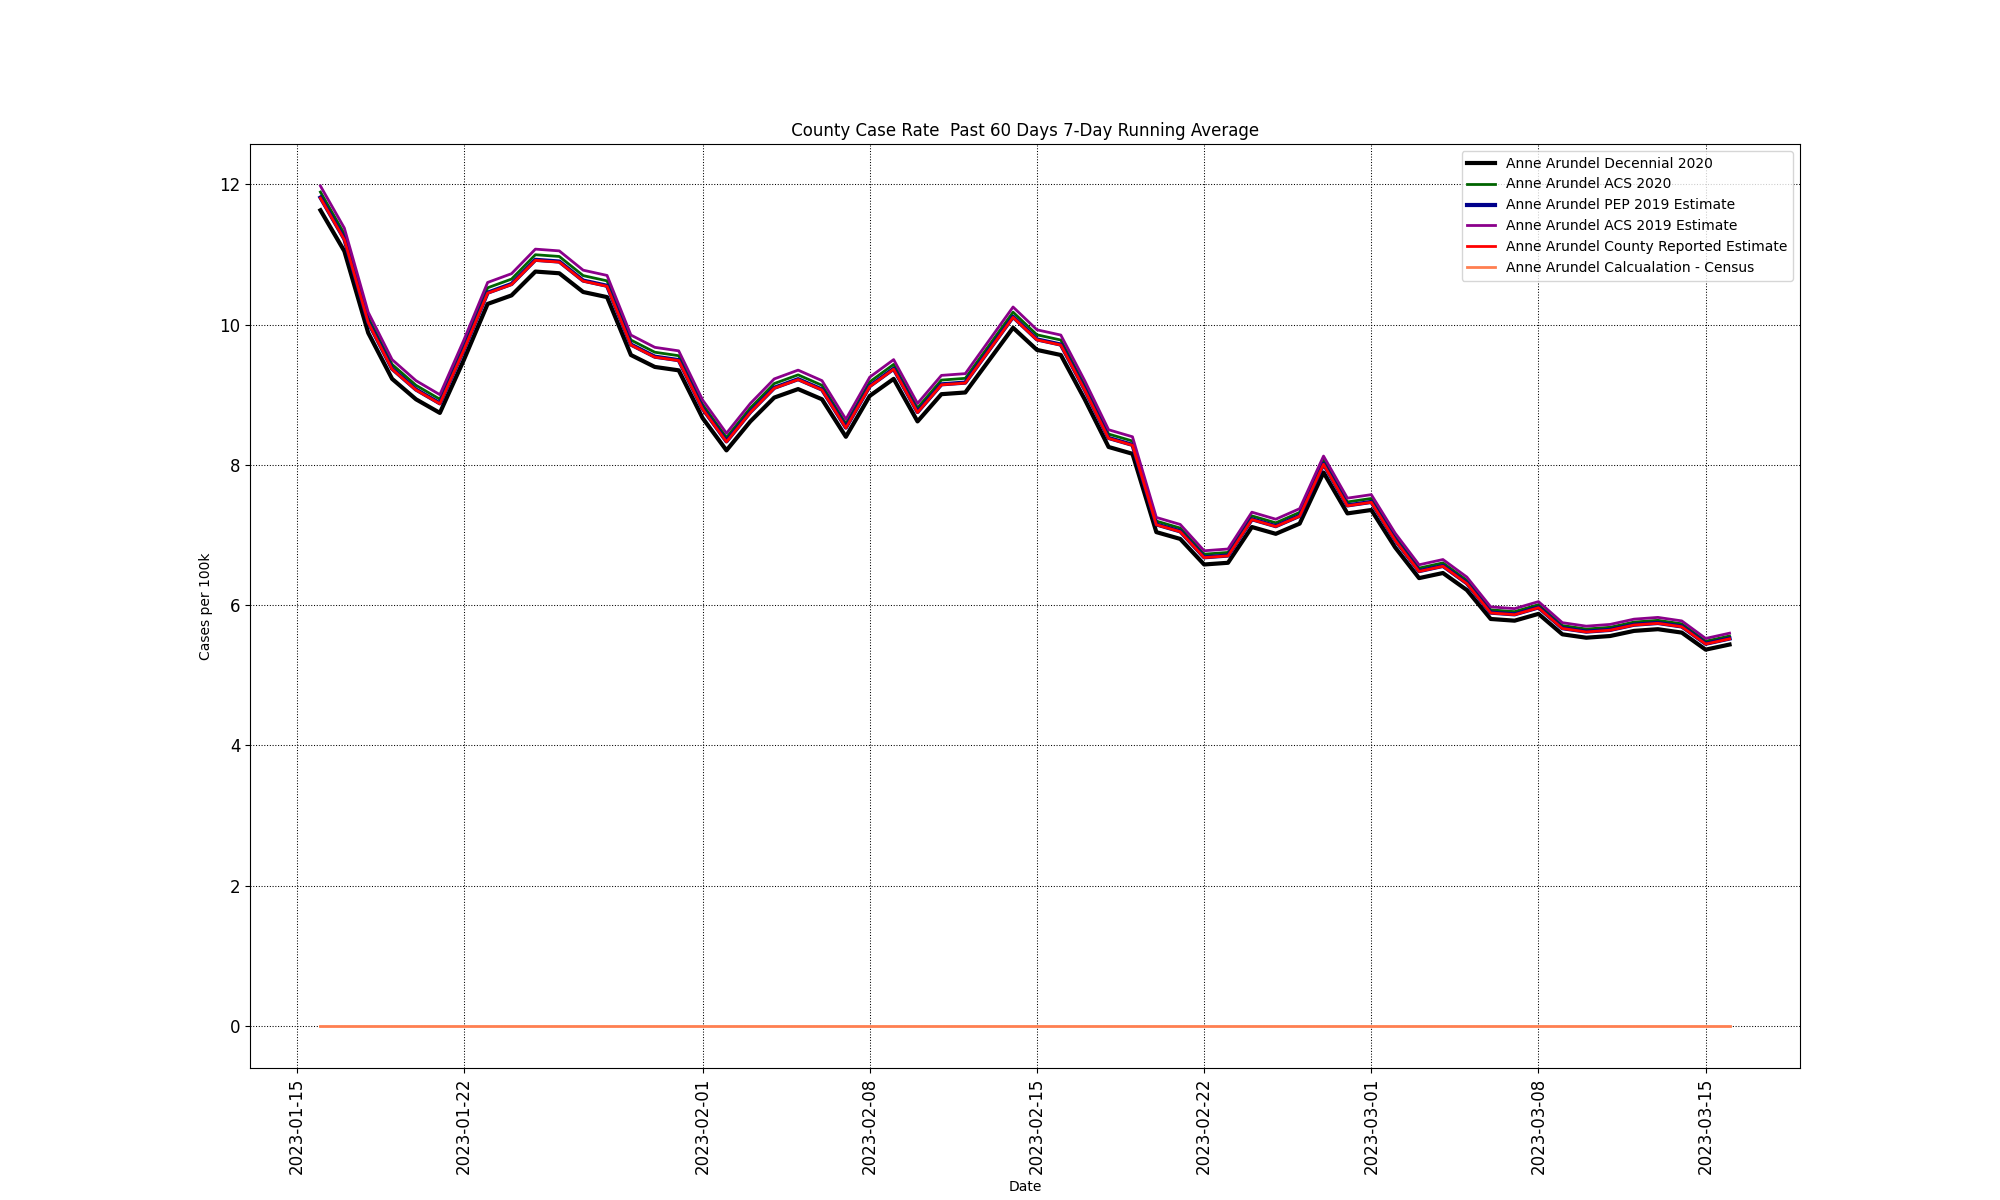 County Case Rate  Past 60 Days 7-Day Running Average
Anne Arundel Decennial 2020
Anne Arundel ACS 2020
Anne Arundel PEP 2019 Estimate
Anne Arundel ACS 2019 Estimate
Anne Arundel County Reported Estimate
Anne Arundel Calcualation - Census
12
10
8
6
4
2
0
Cases per 100k
2023-01-15
2023-01-22
2023-02-01
2023-02-08
2023-02-15
2023-02-22
2023-03-01
2023-03-08
2023-03-15
Date